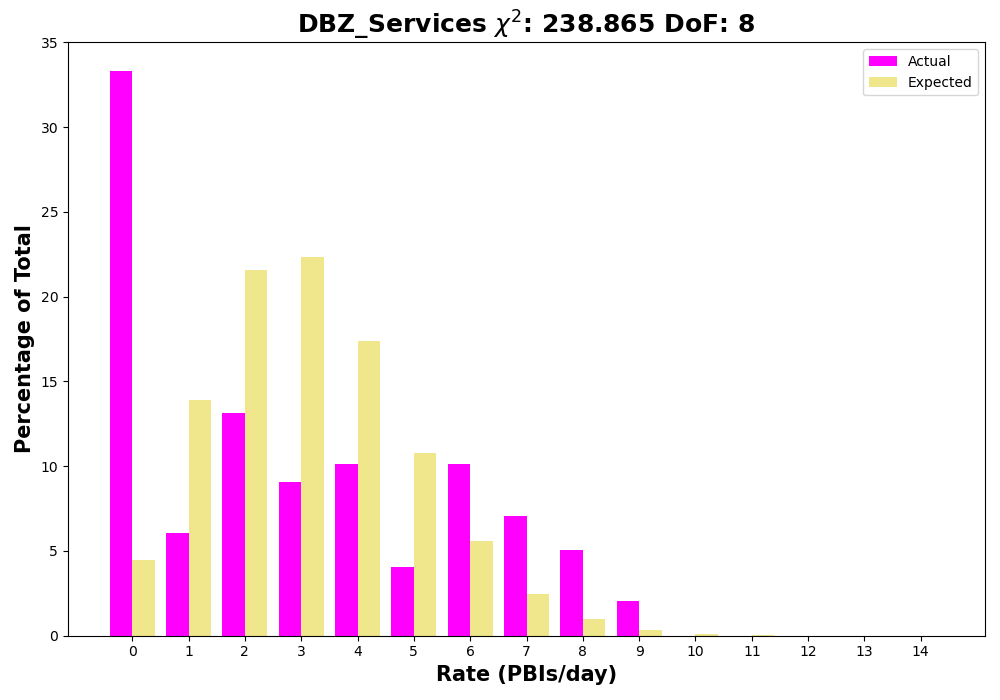 DBZ_Services χ²: 238.865 DoF: 8
Actual
Expected
Percentage of Total
35
30
25
20
15
10
5
0
0 1 2 3 4 5 6 7 8 9 10 11 12 13 14
Rate (PBIs/day)